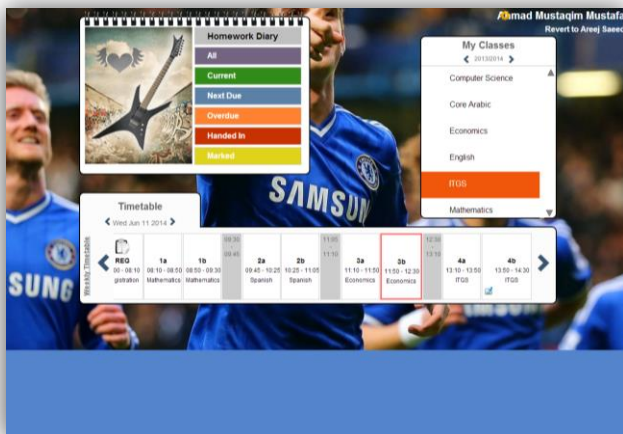 Ahmad Mustaqim Mustafa
Revert to Areej Saeed
Homework Diary
All
Current
Next Due
Overdue
Handed In
Marked
My Classes
2013/2014
Computer Science
Core Arabic
Economics
English
ITGS
Mathematics
SAMSUNG
SUNG
Timetable
Wed Jun 11 2014
Weekly Timetable
REG
00 - 08:10
gistration
1a
08:10 - 08:50
Mathematics
1b
08:50 - 09:30
Mathematics
09:30
-
09:45
2a
09:45 - 10:25
Spanish
2b
10:25 - 11:05
Spanish
11:05
-
11:10
3a
11:10 - 11:50
Economics
3b
11:50 - 12:30
Economics
12:30
-
13:10
4a
13:10 - 13:50
ITGS
4b
13:50 - 14:30
ITGS